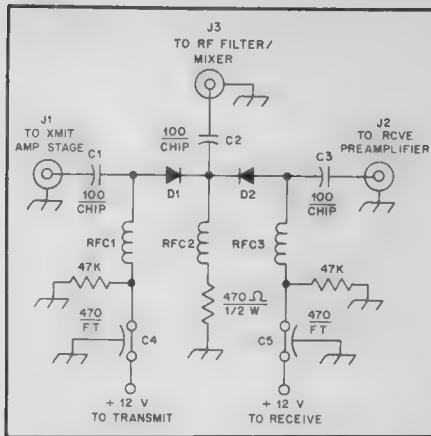 J3
TO RF FILTER/
MIXER
J1
TO XMIT
AMP STAGE
J2
TO RCVE
PREAMPLIFIER
C1
100
CHIP
100
CHIP
C2
C3
100
CHIP
D1
D2
RFC1
RFC2
RFC3
47K
470 Ω
1/2 W
47K
470
FT
C4
470
FT
C5
+ 12 V
TO TRANSMIT
+ 12 V
TO RECEIVE